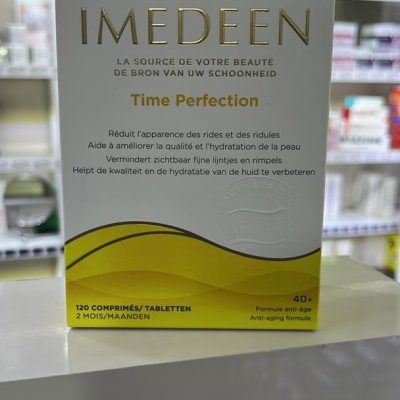 IMEDEEN
LA SOURCE DE VOTRE BEAUTÉ
DE BRON VAN UW SCHOONHEID
Time Perfection
Réduit l'apparence des rides et des ridules
Aide à améliorer la qualité et l'hydratation de la peau
Vermindert zichtbaar fijne lijntjes en rimpels
Helpt de kwaliteit en de hydratatie van de huid te verbeteren
IMEDEEN
120 COMPRIMÉS/ TABLETTEN
2 MOIS/MAANDEN
40+
Formule anti-âge
Anti-aging formule